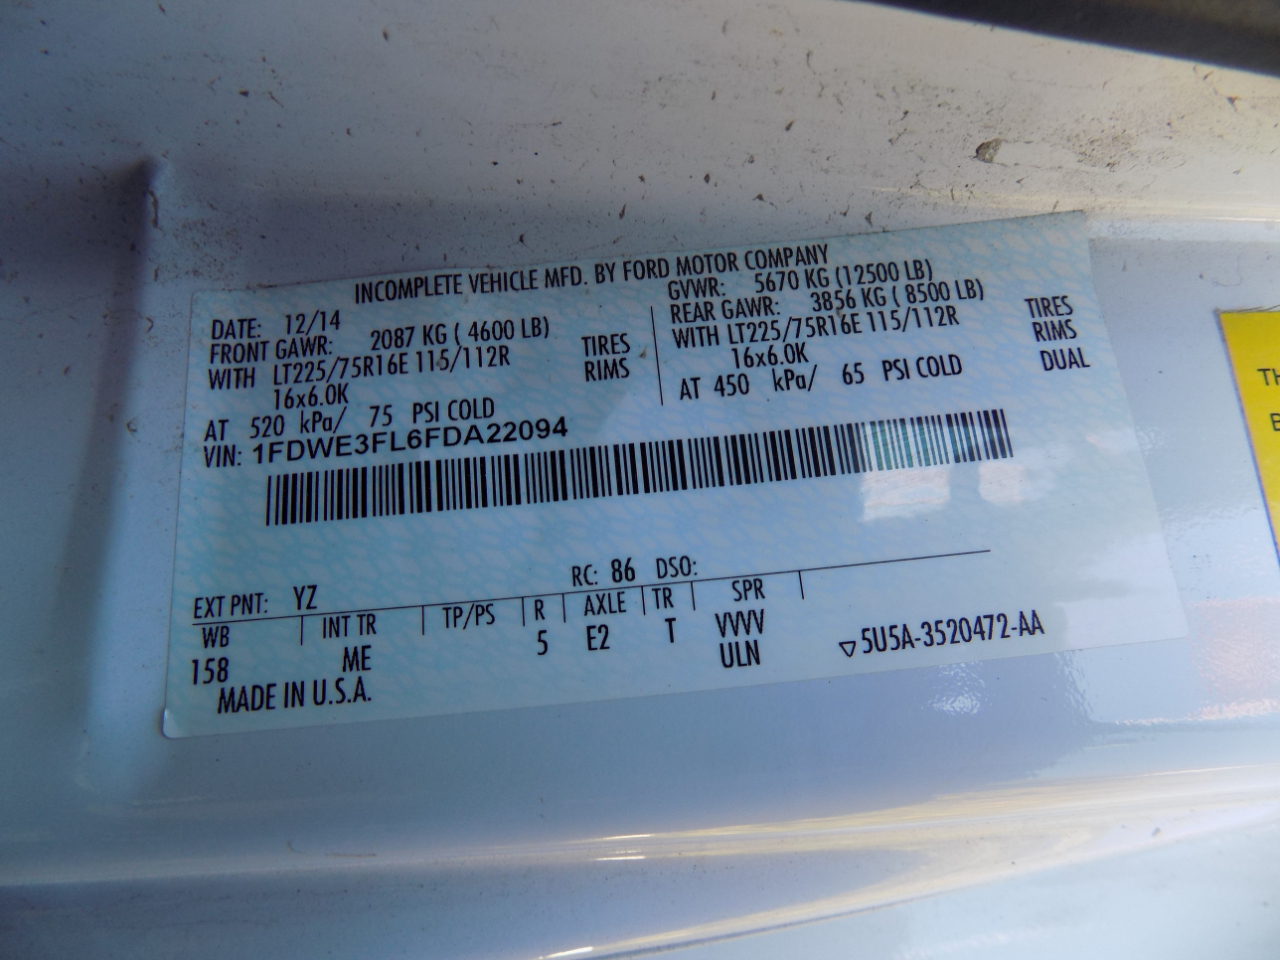 INCOMPLETE VEHICLE MFD. BY FORD MOTOR COMPANY
DATE: 12/14
FRONT GAWR: 2087 KG ( 4600 LB)
WITH LT225/75R16E 115/112R TIRES
16x6.0K RIMS
AT 520 kPa/ 75 PSI COLD
GVWR: 5670 KG (12500 LB)
REAR GAWR: 3856 KG ( 8500 LB)
WITH LT225/75R16E 115/112R TIRES
16x6.0K RIMS
AT 450 kPa/ 65 PSI COLD DUAL
VIN: 1FDWE3FL6FDA22094
EXT PNT: YZ RC: 86 DSO:
WB INT TR TP/PS R AXLE TR SPR
158 ME 5 E2 T VVVV
ULN
▽5U5A-3520472-AA
MADE IN U.S.A.